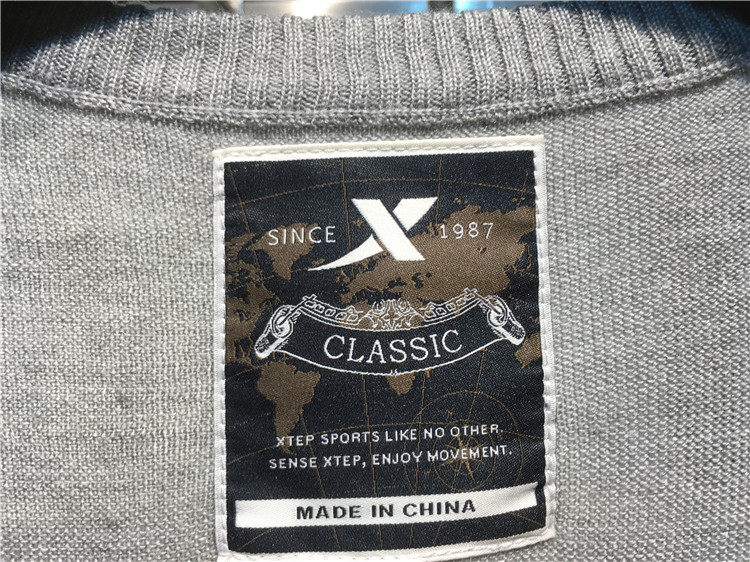 SINCE X 1987
CLASSIC
XTEP SPORTS LIKE NO OTHER.
SENSE XTEP, ENJOY MOVEMENT.
MADE IN CHINA